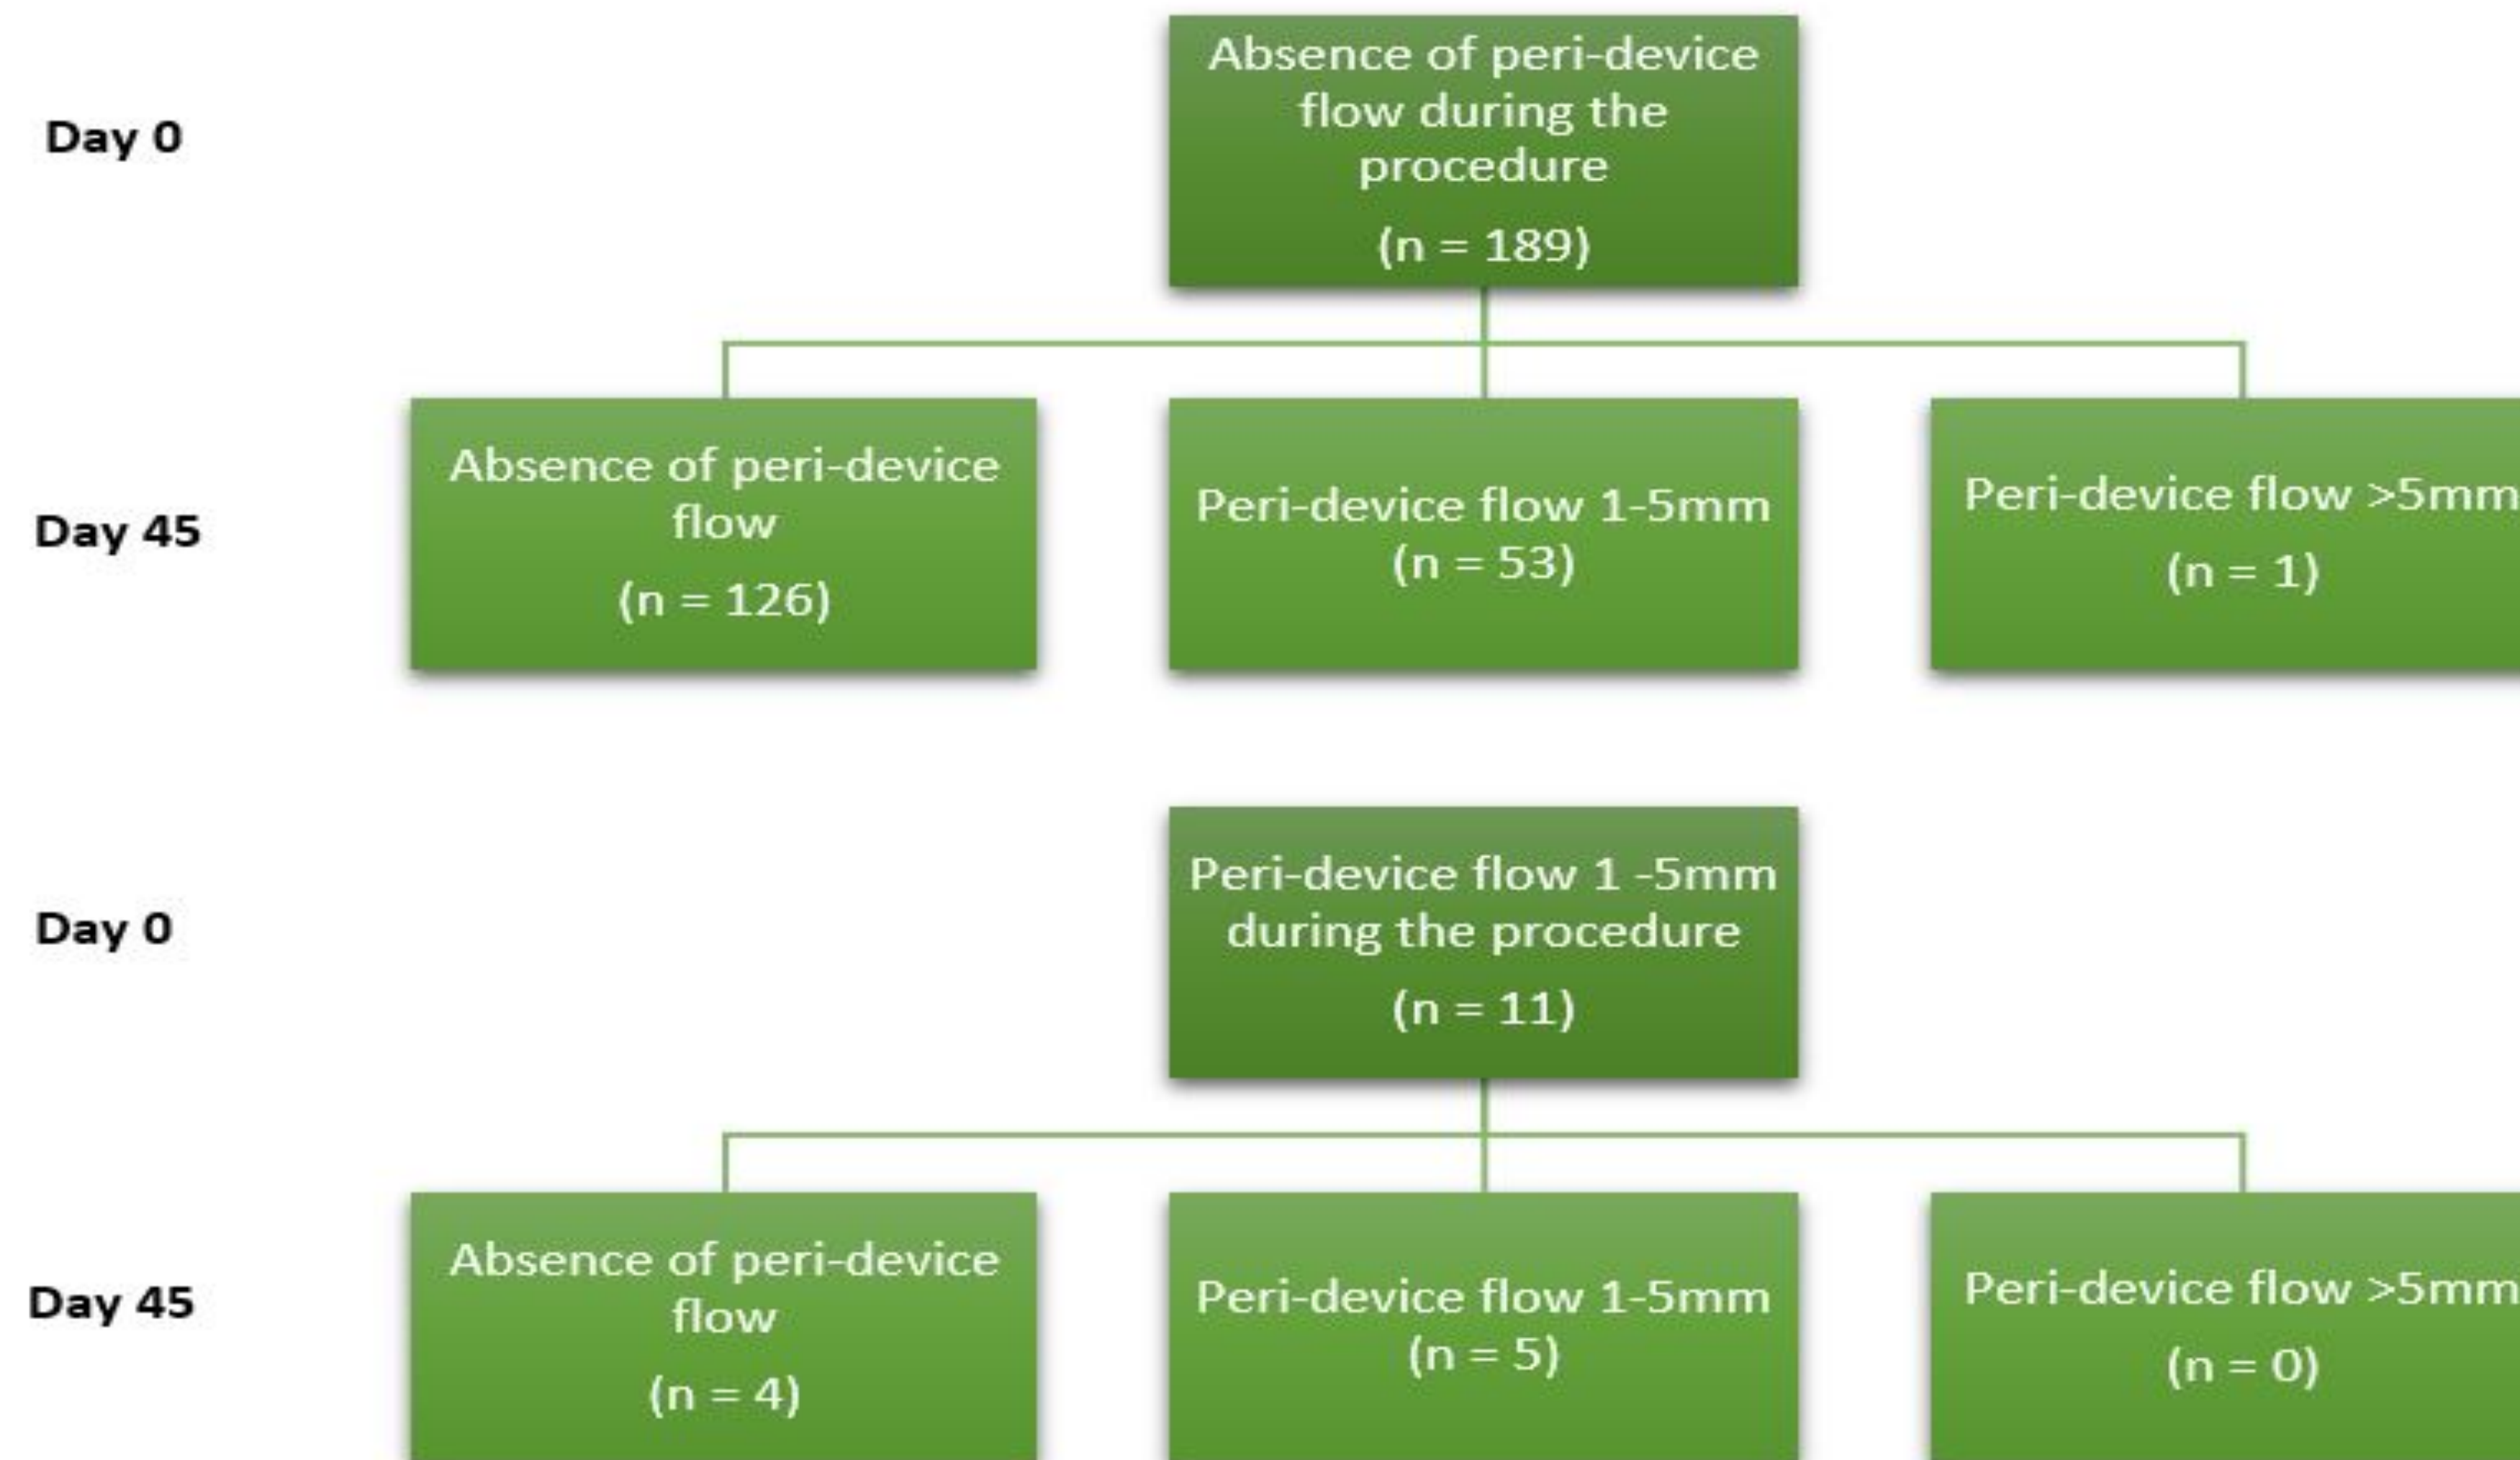 Day 0
Absence of peri-device
flow during the
procedure
(n = 189)
Day 45
Absence of peri-device
flow
(n = 126)
Peri-device flow 1-5mm
(n = 53)
Peri-device flow >5mm
(n = 1)
Day 0
Peri-device flow 1 -5mm
during the procedure
(n = 11)
Day 45
Absence of peri-device
flow
(n = 4)
Peri-device flow 1-5mm
(n = 5)
Peri-device flow >5mm
(n = 0)